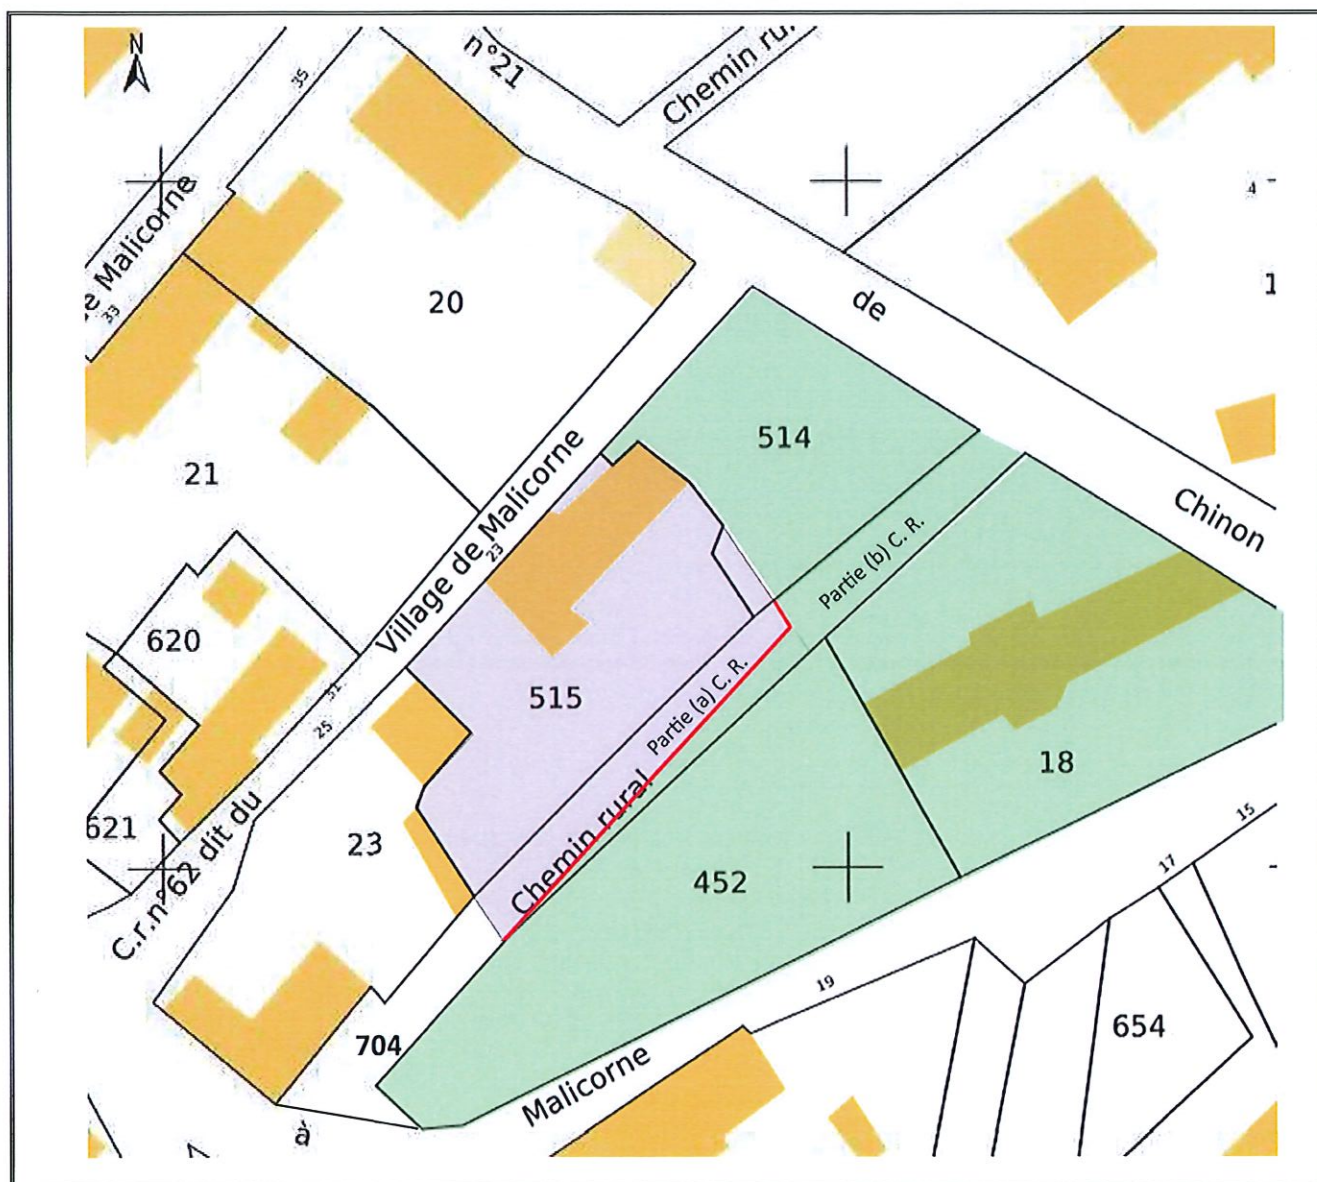 N
n°21
Chemin ru
35
de Malicorne
33
4
20
1
de
514
21
Village de Malicorne
23
Chinon
Partie (b) C. R.
620
31
25
515
Partie (a) C. R.
Chemin rural
18
621
C.r.n°62 dit du
23
452
15
17
19
654
704
Malicorne
à